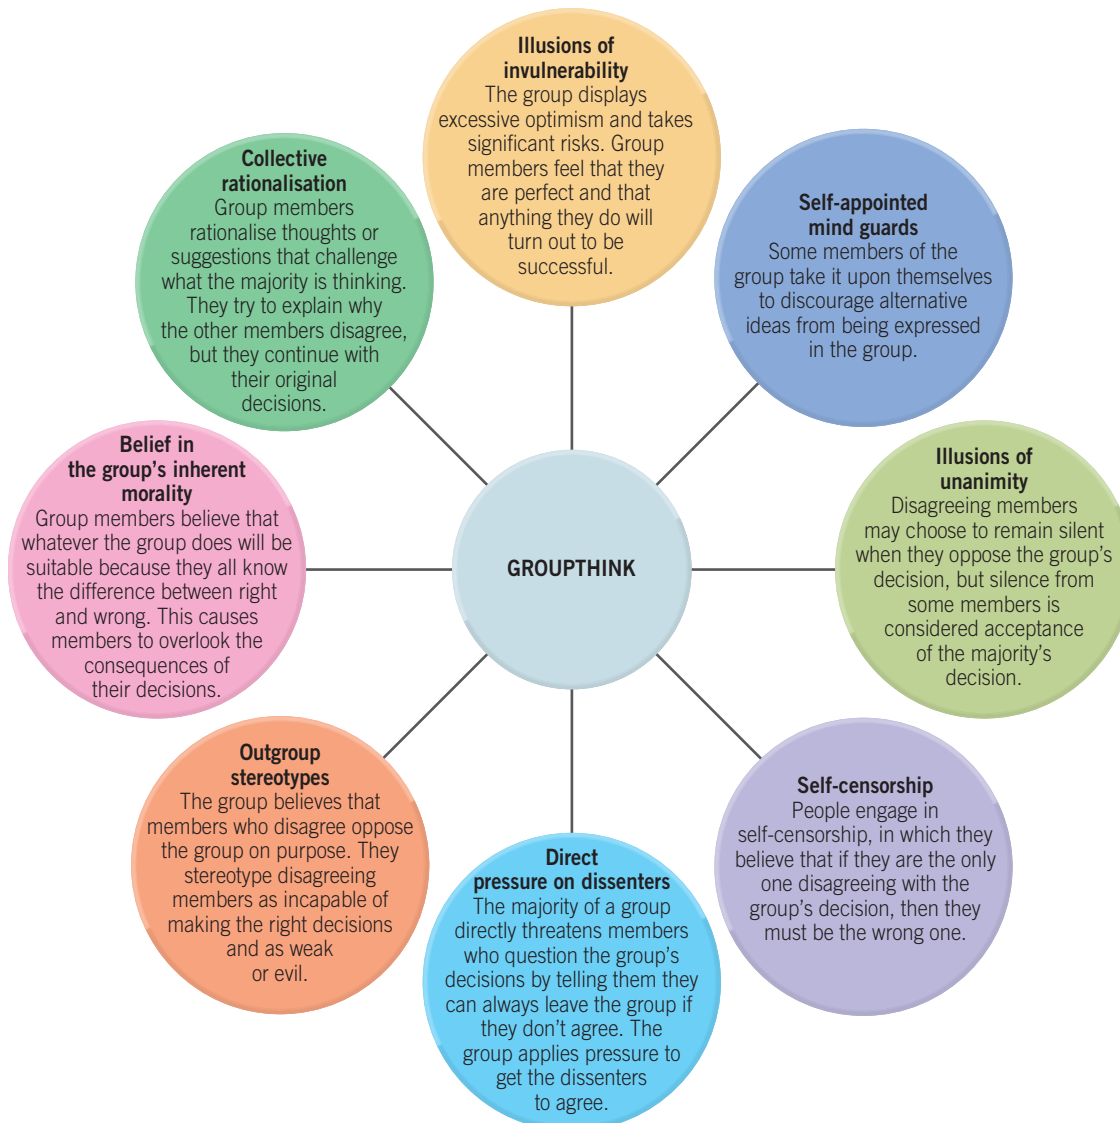 Illusions of
invulnerability
The group displays
excessive optimism and takes
significant risks. Group
members feel that they
are perfect and that
anything they do will
turn out to be
successful.
Self-appointed
mind guards
Some members of the
group take it upon themselves
to discourage alternative
ideas from being expressed
in the group.
Illusions of
unanimity
Disagreeing members
may choose to remain silent
when they oppose the group’s
decision, but silence from
some members is
considered acceptance
of the majority’s
decision.
Self-censorship
People engage in
self-censorship, in which they
believe that if they are the only
one disagreeing with the
group’s decision, then they
must be the wrong one.
Direct
pressure on dissenters
The majority of a group
directly threatens members
who question the group’s
decisions by telling them they
can always leave the group if
they don’t agree. The
group applies pressure to
get the dissenters
to agree.
Outgroup
stereotypes
The group believes that
members who disagree oppose
the group on purpose. They
stereotype disagreeing
members as incapable of
making the right decisions
and as weak
or evil.
Belief in
the group’s inherent
morality
Group members believe that
whatever the group does will be
suitable because they all know
the difference between right
and wrong. This causes
members to overlook the
consequences of
their decisions.
Collective
rationalisation
Group members
rationalise thoughts or
suggestions that challenge
what the majority is thinking.
They try to explain why
the other members disagree,
but they continue with
their original
decisions.
GROUPTHINK